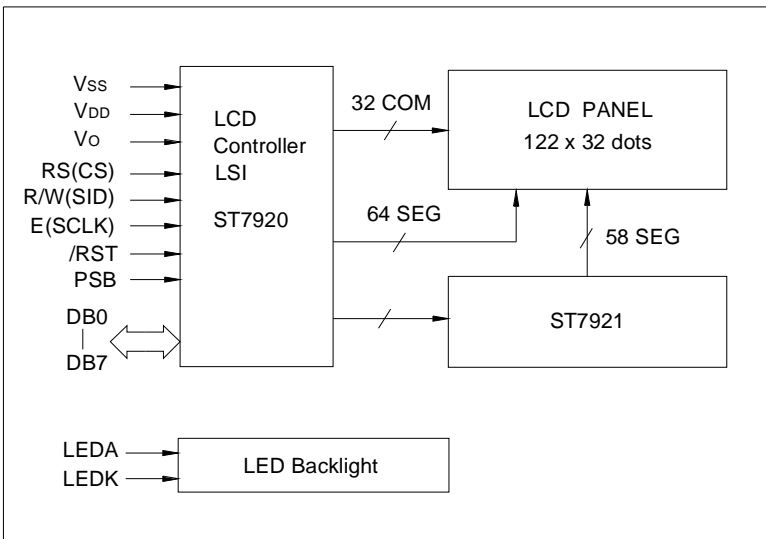 VSS
VDD
VO
RS(CS)
R/W(SID)
E(SCLK)
/RST
PSB
DB0
DB7
LCD
Controller
LSI
ST7920
32 COM
64 SEG
LCD PANEL
122 x 32 dots
58 SEG
ST7921
LEDA
LEDK
LED Backlight